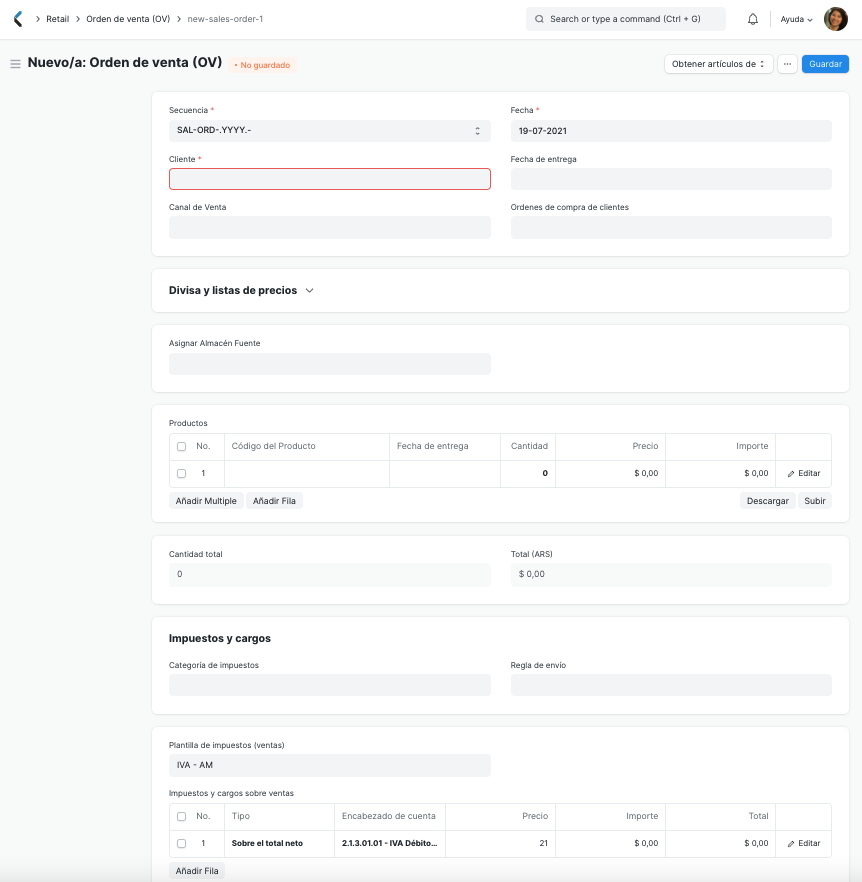 Retail Orden de venta (OV) new-sales-order-1
Search or type a command (Ctrl + G)
Ayuda
Nuevo/a: Orden de venta (OV) • No guardado
Obtener artículos de ... Guardar
Secuencia * Fecha *
SAL-ORD-.YYYY.- 19-07-2021
Cliente * Fecha de entrega
Canal de Venta Ordenes de compra de clientes
Divisa y listas de precios
Asignar Almacén Fuente
Productos
No. Código del Producto Fecha de entrega Cantidad Precio Importe
1 0 $ 0,00 $ 0,00 Editar
Añadir Multiple Añadir Fila Descargar Subir
Cantidad total Total (ARS)
0 $ 0,00
Impuestos y cargos
Categoría de impuestos Regla de envío
Plantilla de impuestos (ventas)
IVA - AM
Impuestos y cargos sobre ventas
No. Tipo Encabezado de cuenta Precio Importe Total
1 Sobre el total neto 2.1.3.01.01 - IVA Débito... 21 $ 0,00 $ 0,00 Editar
Añadir Fila